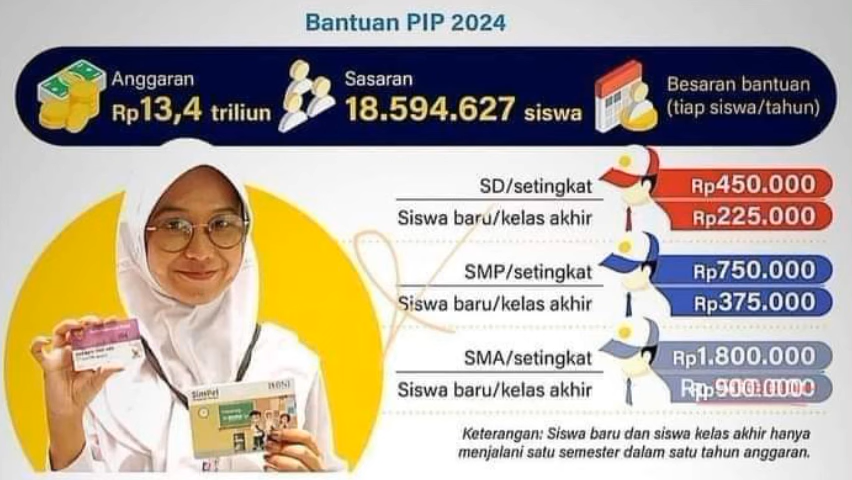 Bantuan PIP 2024
Anggaran
Rp13,4 triliun
Sasaran
18.594.627 siswa
Besaran bantuan
(tiap siswa/tahun)
SD/setingkat
Rp450.000
Siswa baru/kelas akhir
Rp225.000
SMP/setingkat
Rp750.000
Siswa baru/kelas akhir
Rp375.000
SMA/setingkat
Rp1.800.000
Siswa baru/kelas akhir
SimPel
BNI
Keterangan: Siswa baru dan siswa kelas akhir hanya
menjalani satu semester dalam satu tahun anggaran.